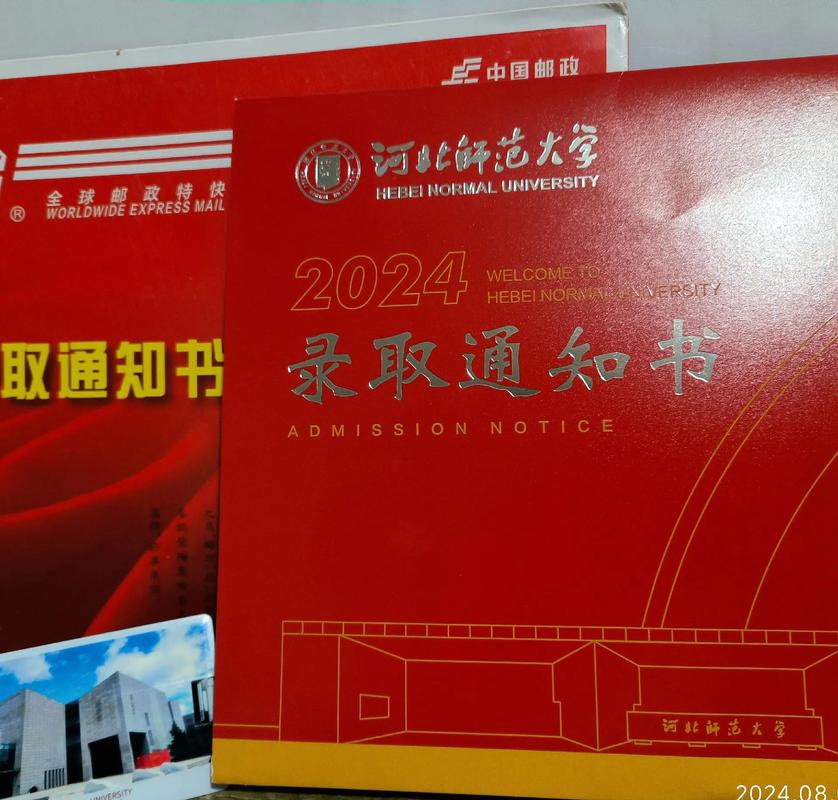 中国邮政
®
全球邮政特快
WORLDWIDE EXPRESS MAIL
取通知书
河北师范大学
HEBEI NORMAL UNIVERSITY
2024
WELCOME TO
HEBEI NORMAL UNIVERSITY
录取通知书
ADMISSION NOTICE
河北师范大学
UNIVERSITY
2024.08